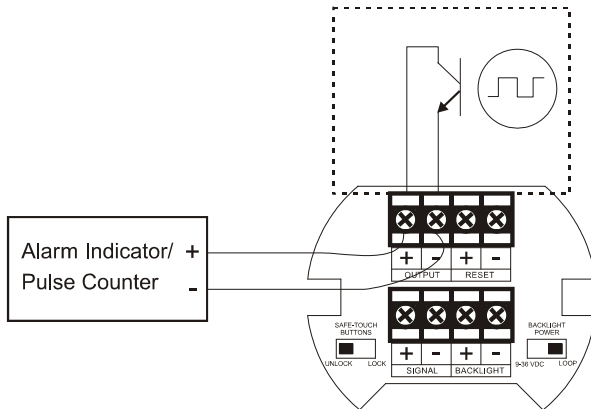 Alarm Indicator/ +
Pulse Counter -
+ - + -
OUTPUT RESET
SAFE-TOUCH
BUTTONS
UNLOCK LOCK
+ - + -
SIGNAL BACKLIGHT
BACKLIGHT
POWER
9-36 VDC LOOP